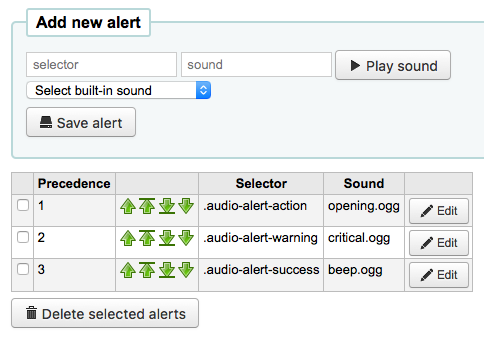 Add new alert
selector sound Play sound
Select built-in sound
Save alert
Precedence Selector Sound
1 .audio-alert-action opening.ogg Edit
2 .audio-alert-warning critical.ogg Edit
3 .audio-alert-success beep.ogg Edit
Delete selected alerts